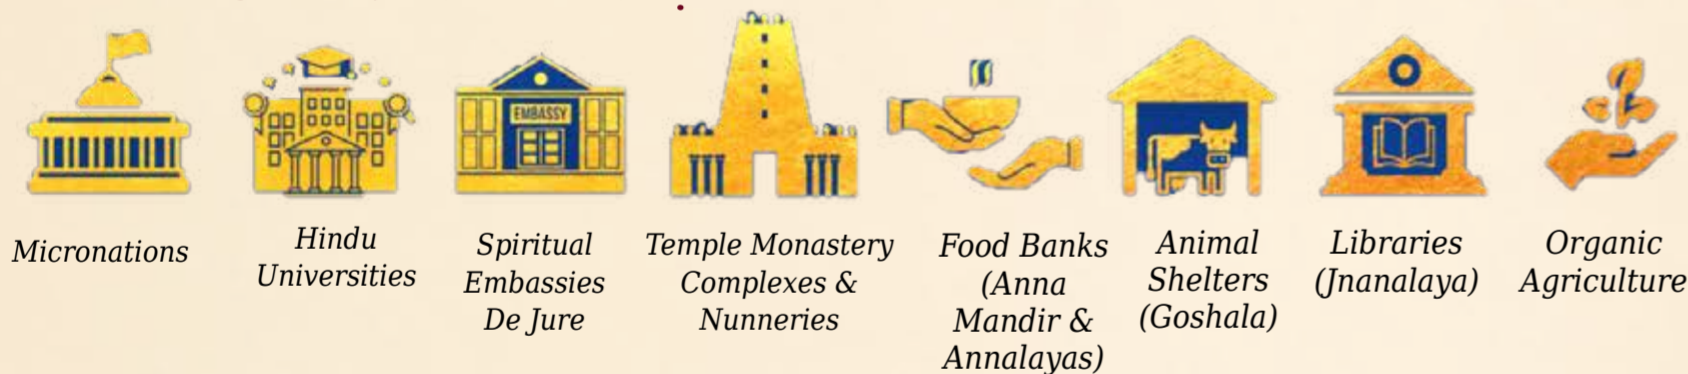 EMBASSY
Micronations
Hindu
Universities
Spiritual
Embassies
De Jure
Temple Monastery
Complexes &
Nunneries
Food Banks
(Anna
Mandir &
Annalayas)
Animal
Shelters
(Goshala)
Libraries
(Jnanalaya)
Organic
Agriculture